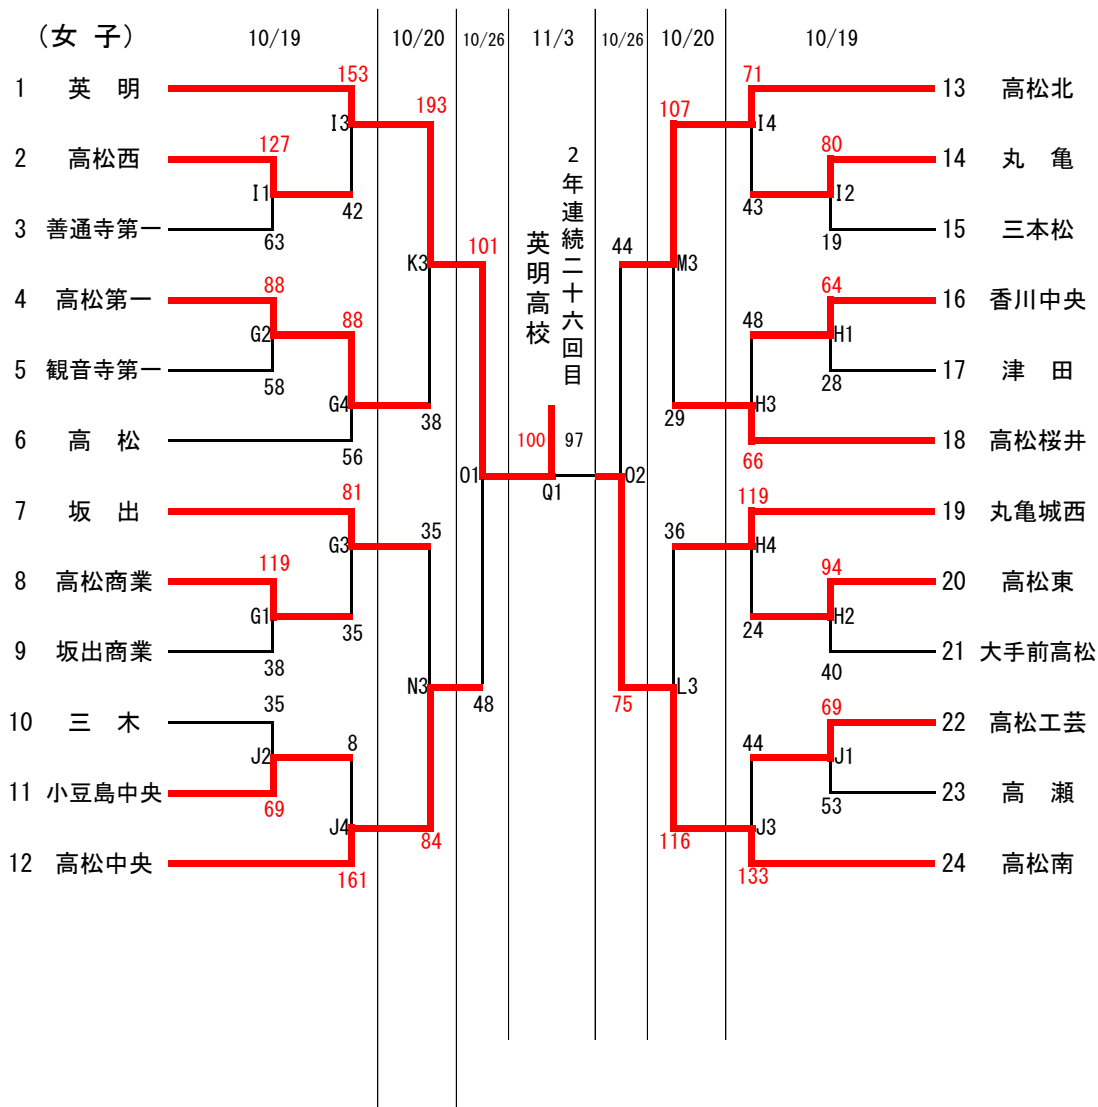 (女 子)
10/19
10/20
10/26
11/3
10/26
10/20
10/19
1 英 明
2 高松西
3 善通寺第一
4 高松第一
5 観音寺第一
6 高 松
7 坂 出
8 高松商業
9 坂出商業
10 三 木
11 小豆島中央
12 高松中央
127
I1
63
88
G2
58
119
G1
38
35
J2
69
153
I3
42
88
G4
56
81
G3
35
8
J4
161
193
K3
38
35
N3
84
101
O1
48
2年連続二十六回目
英明高校
100
97
Q1
44
O2
75
107
M3
29
36
L3
116
71
I4
43
48
H3
66
119
H4
24
44
J3
133
80
I2
19
64
H1
28
94
H2
40
69
J1
53
13 高松北
14 丸 亀
15 三本松
16 香川中央
17 津 田
18 高松桜井
19 丸亀城西
20 高松東
21 大手前高松
22 高松工芸
23 高 瀬
24 高松南